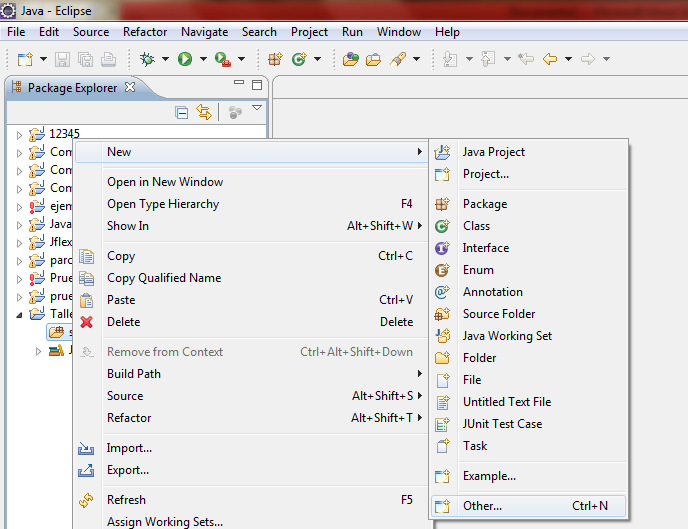 Java - Eclipse
File Edit Source Refactor Navigate Search Project Run Window Help
Package Explorer
12345
Com
Com
Com
ejem
Java
Jflex
parc
Prue
prue
Talle
s
J
New
Open in New Window
Open Type Hierarchy F4
Show In Alt+Shift+W
Copy Ctrl+C
Copy Qualified Name
Paste Ctrl+V
Delete Delete
Remove from Context Ctrl+Alt+Shift+Down
Build Path
Source Alt+Shift+S
Refactor Alt+Shift+T
Import...
Export...
Refresh F5
Assign Working Sets...
Java Project
Project...
Package
Class
Interface
Enum
Annotation
Source Folder
Java Working Set
Folder
File
Untitled Text File
JUnit Test Case
Task
Example...
Other... Ctrl+N